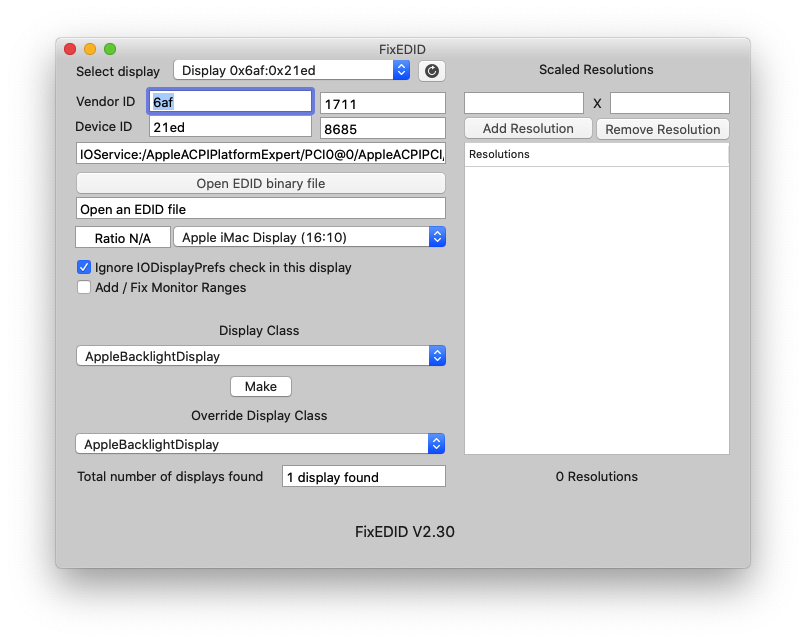 FixEDID
Select display
Display 0x6af:0x21ed
Vendor ID
6af
1711
Device ID
21ed
8685
IOService:/AppleACPIPlatformExpert/PCI0@0/AppleACPIPCI/
Open EDID binary file
Open an EDID file
Ratio N/A
Apple iMac Display (16:10)
Ignore IODisplayPrefs check in this display
Add / Fix Monitor Ranges
Display Class
AppleBacklightDisplay
Make
Override Display Class
AppleBacklightDisplay
Total number of displays found
1 display found
Scaled Resolutions
X
Add Resolution
Remove Resolution
Resolutions
0 Resolutions
FixEDID V2.30